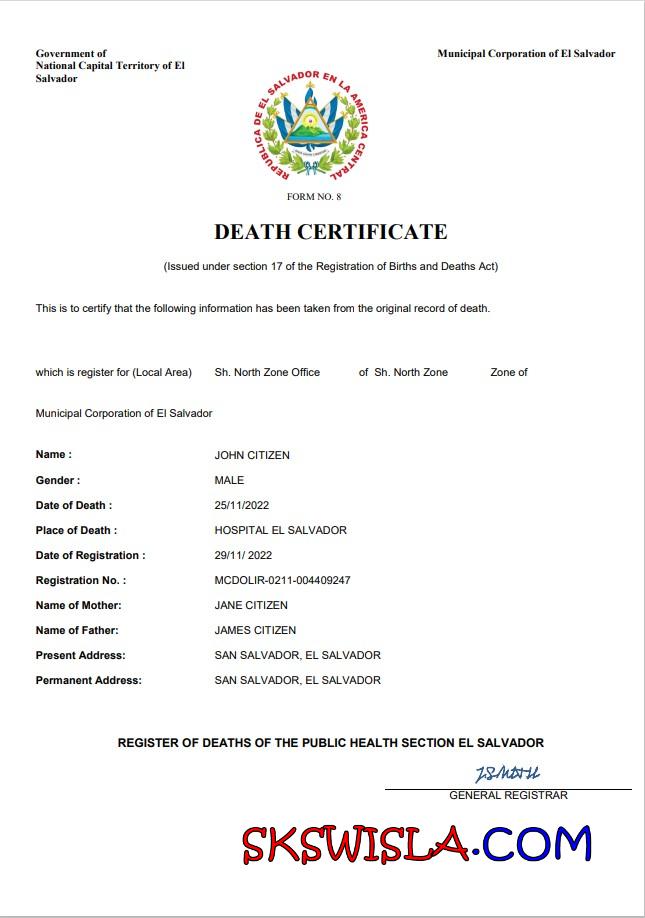 Government of
National Capital Territory of El
Salvador
Municipal Corporation of El Salvador
REPUBLICA DE EL SALVADOR EN LA AMERICA CENTRAL
FORM NO. 8
DEATH CERTIFICATE
(Issued under section 17 of the Registration of Births and Deaths Act)
This is to certify that the following information has been taken from the original record of death.
which is register for (Local Area) Sh. North Zone Office of Sh. North Zone Zone of
Municipal Corporation of El Salvador
Name : JOHN CITIZEN
Gender : MALE
Date of Death : 25/11/2022
Place of Death : HOSPITAL EL SALVADOR
Date of Registration : 29/11/ 2022
Registration No. : MCDOLIR-0211-004409247
Name of Mother: JANE CITIZEN
Name of Father: JAMES CITIZEN
Present Address: SAN SALVADOR, EL SALVADOR
Permanent Address: SAN SALVADOR, EL SALVADOR
REGISTER OF DEATHS OF THE PUBLIC HEALTH SECTION EL SALVADOR
GENERAL REGISTRAR
SKSWISLA.COM